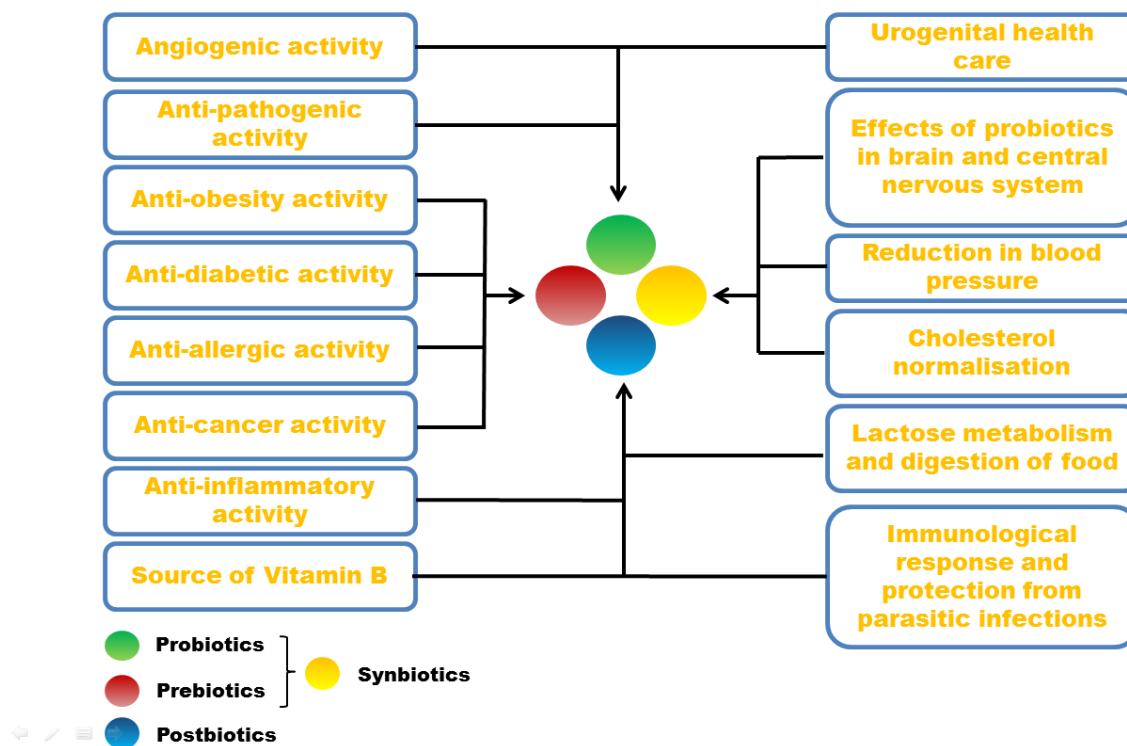 Angiogenic activity
Anti-pathogenic
activity
Anti-obesity activity
Anti-diabetic activity
Anti-allergic activity
Anti-cancer activity
Anti-inflammatory
activity
Source of Vitamin B
Urogenital health
care
Effects of probiotics
in brain and central
nervous system
Reduction in blood
pressure
Cholesterol
normalisation
Lactose metabolism
and digestion of food
Immunological
response and
protection from
parasitic infections
Probiotics
Prebiotics
Synbiotics
Postbiotics